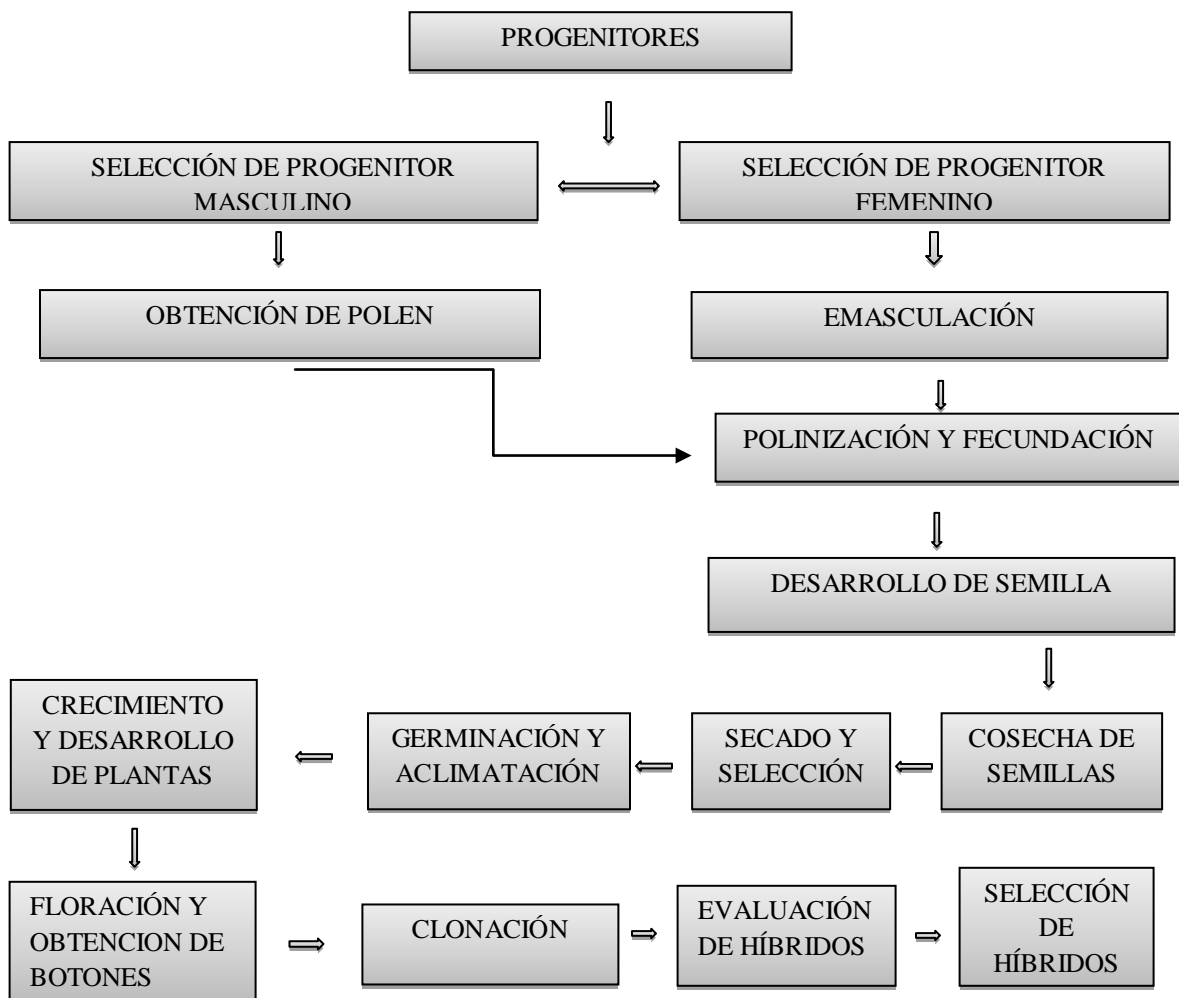 PROGENITORES
SELECCIÓN DE PROGENITOR
MASCULINO
SELECCIÓN DE PROGENITOR
FEMENINO
OBTENCIÓN DE POLEN
EMASCULACIÓN
POLINIZACIÓN Y FECUNDACIÓN
DESARROLLO DE SEMILLA
COSECHA DE
SEMILLAS
SECADO Y
SELECCIÓN
GERMINACIÓN Y
ACLIMATACIÓN
CRECIMIENTO
Y DESARROLLO
DE PLANTAS
FLORACIÓN Y
OBTENCION DE
BOTONES
CLONACIÓN
EVALUACIÓN
DE HÍBRIDOS
SELECCIÓN
DE
HÍBRIDOS